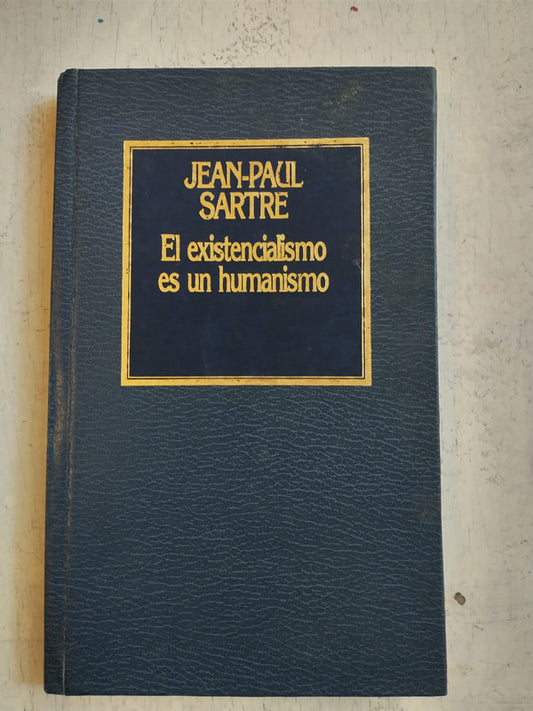 JEAN-PAUL
SARTRE
El existencialismo
es un humanismo